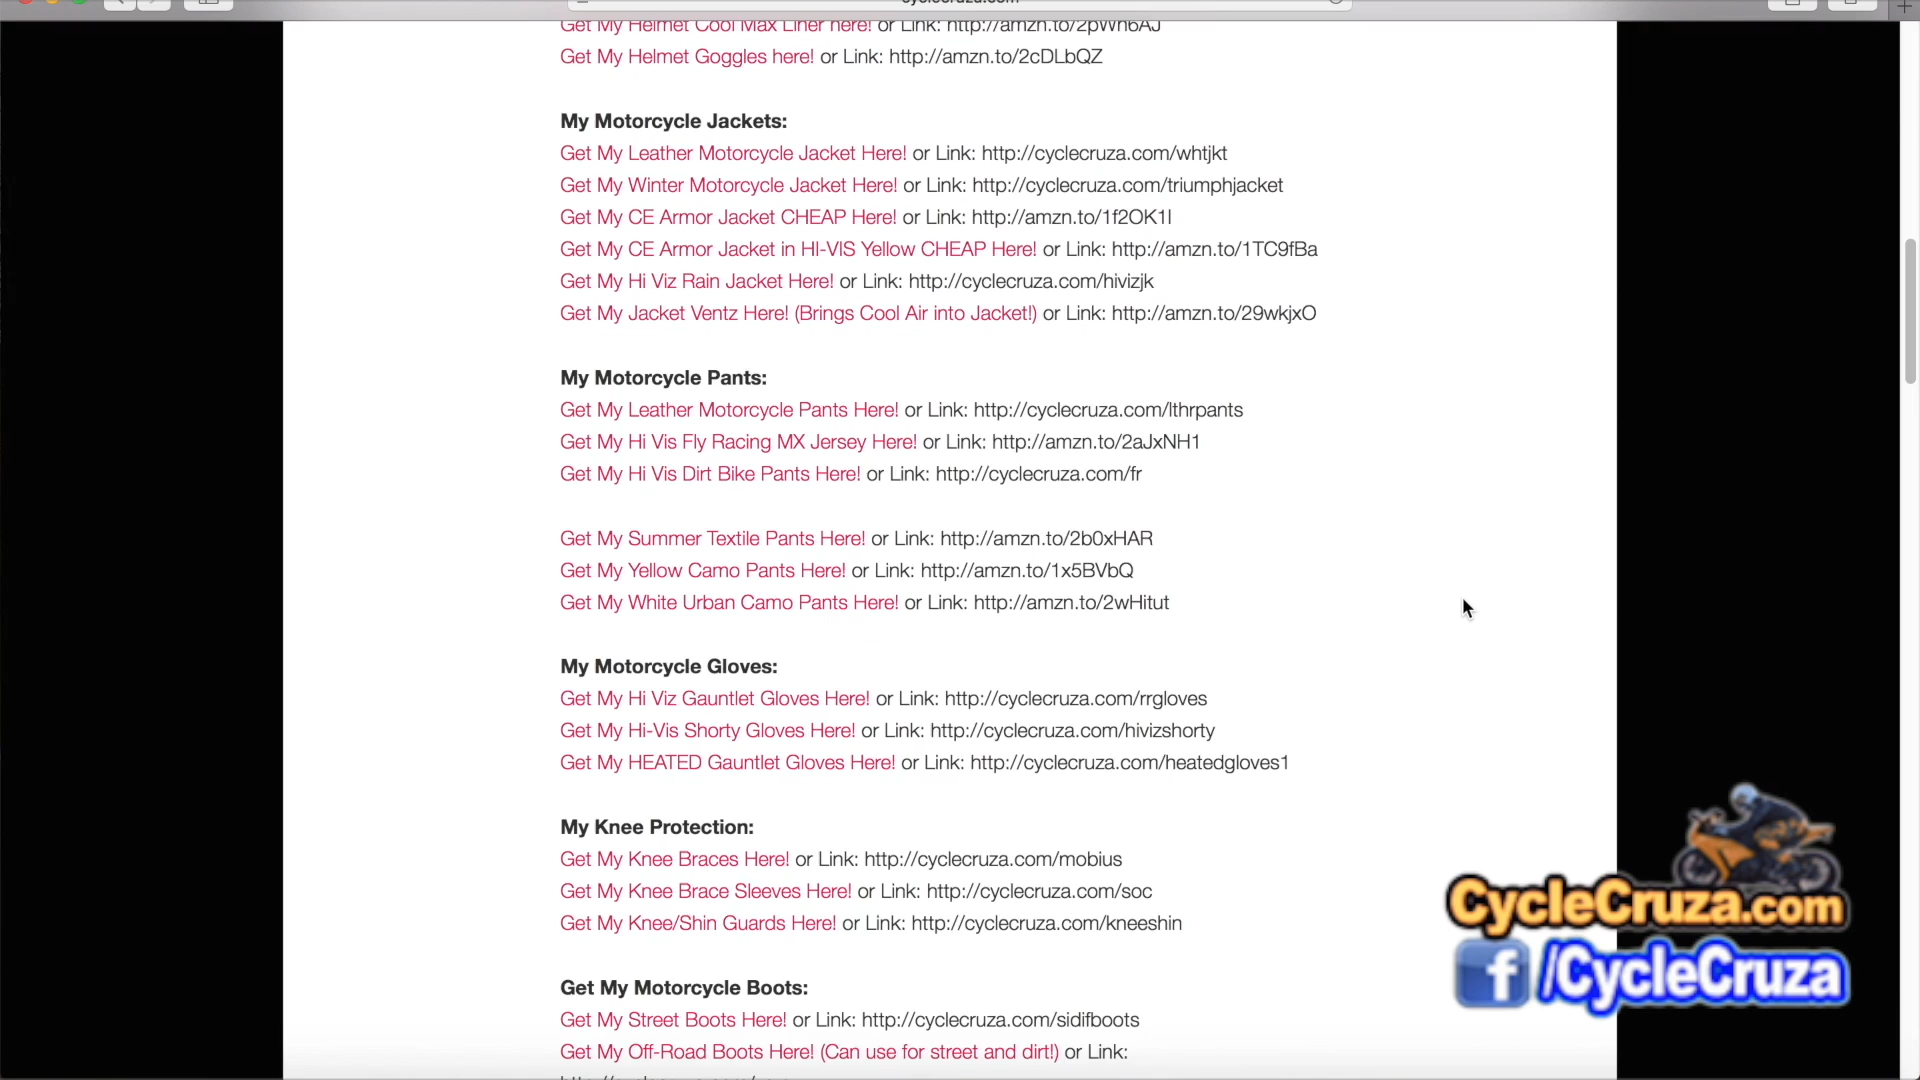 Get My Helmet Cool Max Liner here! or Link: http://amzn.to/2pWh6AJ
Get My Helmet Goggles here! or Link: http://amzn.to/2cDLbQZ
My Motorcycle Jackets:
Get My Leather Motorcycle Jacket Here! or Link: http://cyclecruza.com/whtjkt
Get My Winter Motorcycle Jacket Here! or Link: http://cyclecruza.com/triumphjacket
Get My CE Armor Jacket CHEAP Here! or Link: http://amzn.to/1f2OK1l
Get My CE Armor Jacket in HI-VIS Yellow CHEAP Here! or Link: http://amzn.to/1TC9fBa
Get My Hi Viz Rain Jacket Here! or Link: http://cyclecruza.com/hivizjk
Get My Jacket Ventz Here! (Brings Cool Air into Jacket!) or Link: http://amzn.to/29wkjxO
My Motorcycle Pants:
Get My Leather Motorcycle Pants Here! or Link: http://cyclecruza.com/lthrpants
Get My Hi Vis Fly Racing MX Jersey Here! or Link: http://amzn.to/2aJxNH1
Get My Hi Vis Dirt Bike Pants Here! or Link: http://cyclecruza.com/fr
Get My Summer Textile Pants Here! or Link: http://amzn.to/2b0xHAR
Get My Yellow Camo Pants Here! or Link: http://amzn.to/1x5BVbQ
Get My White Urban Camo Pants Here! or Link: http://amzn.to/2wHitut
My Motorcycle Gloves:
Get My Hi Viz Gauntlet Gloves Here! or Link: http://cyclecruza.com/rrgloves
Get My Hi-Vis Shorty Gloves Here! or Link: http://cyclecruza.com/hivizshorty
Get My HEATED Gauntlet Gloves Here! or Link: http://cyclecruza.com/heatedgloves1
My Knee Protection:
Get My Knee Braces Here! or Link: http://cyclecruza.com/mobius
Get My Knee Brace Sleeves Here! or Link: http://cyclecruza.com/soc
Get My Knee/Shin Guards Here! or Link: http://cyclecruza.com/kneeshin
Get My Motorcycle Boots:
Get My Street Boots Here! or Link: http://cyclecruza.com/sidifboots
Get My Off-Road Boots Here! (Can use for street and dirt!) or Link:
CycleCruza.com
f /CycleCruza